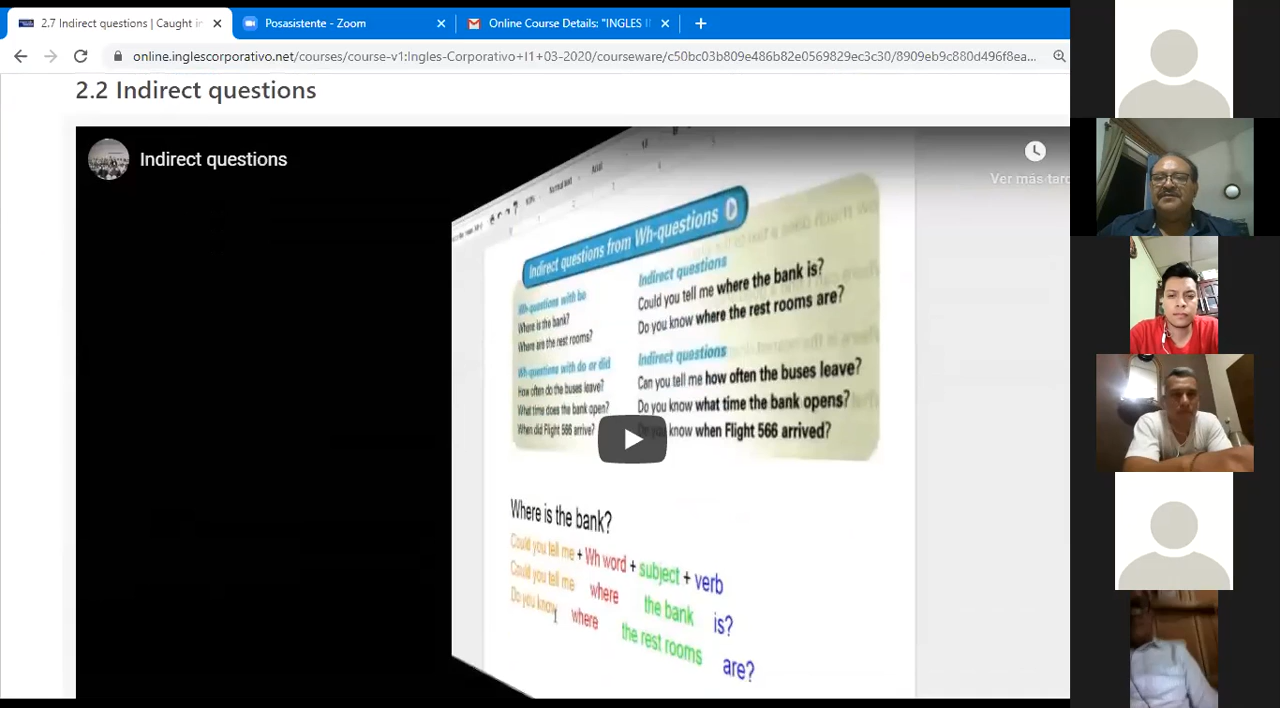 2.7 Indirect questions | Caught in
Posasistente - Zoom
Online Course Details: "INGLES I
online.inglescorporativo.net/courses/course-v1:Ingles-Corporativo+I1+03-2020/courseware/c50bc03b809e486b82e0569829ec3c30/8909eb9c880d496f8ea...
2.2 Indirect questions
Indirect questions
Ver más tard
Indirect questions from Wh-questions
Wh-questions with be
Where is the bank?
Where are the rest rooms?
Indirect questions
Could you tell me where the bank is?
Do you know where the rest rooms are?
Wh-questions with do or did
How often do the buses leave?
What time does the bank open?
When did Flight 566 arrive?
Indirect questions
Can you tell me how often the buses leave?
Do you know what time the bank opens?
Do you know when Flight 566 arrived?
Where is the bank?
Could you tell me + Wh word + subject + verb
Could you tell me where the bank is?
Do you know where the rest rooms are?